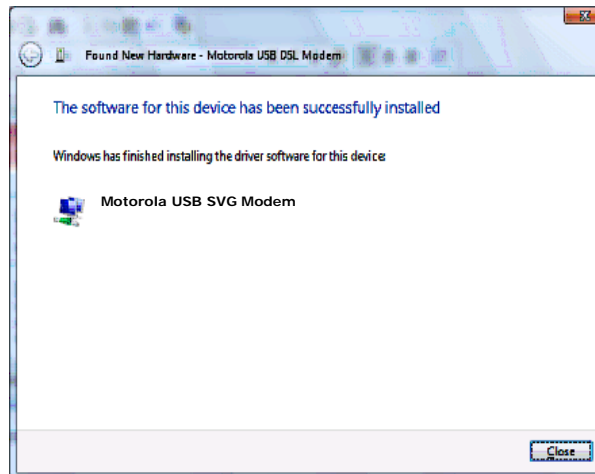 Found New Hardware - Motorola USB DSL Modem
The software for this device has been successfully installed
Windows has finished installing the driver software for this device:
Motorola USB SVG Modem
Close